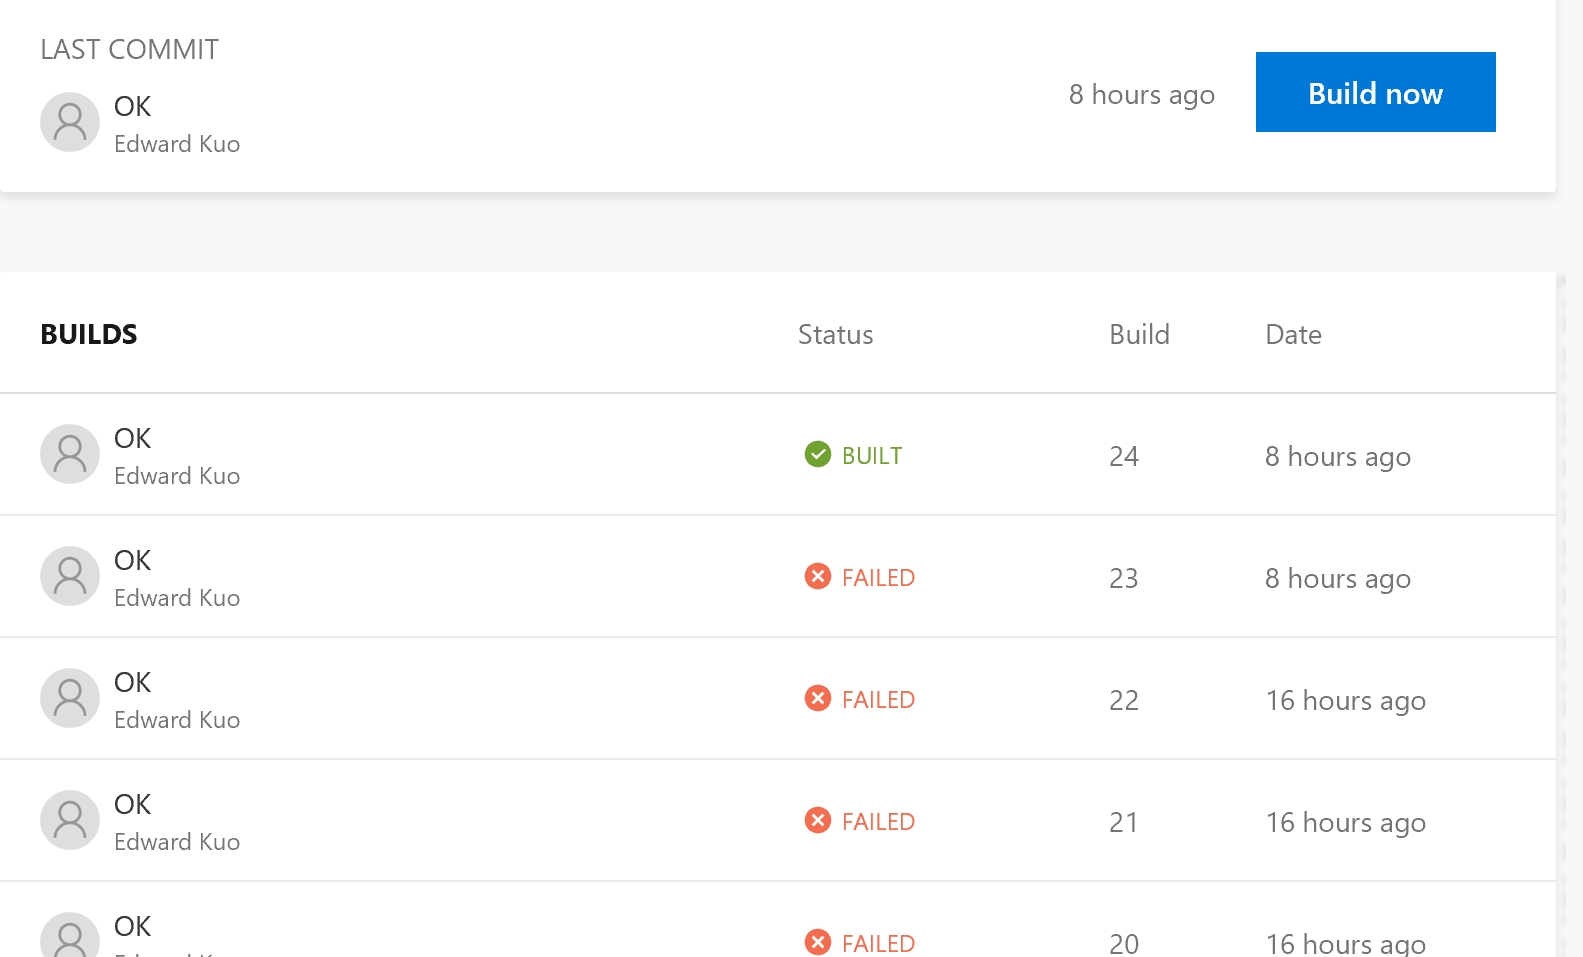 LAST COMMIT
OK
Edward Kuo
8 hours ago
Build now
BUILDS Status Build Date
OK
Edward Kuo
BUILT 24 8 hours ago
OK
Edward Kuo
FAILED 23 8 hours ago
OK
Edward Kuo
FAILED 22 16 hours ago
OK
Edward Kuo
FAILED 21 16 hours ago
OK
FAILED 20 16 hours ago